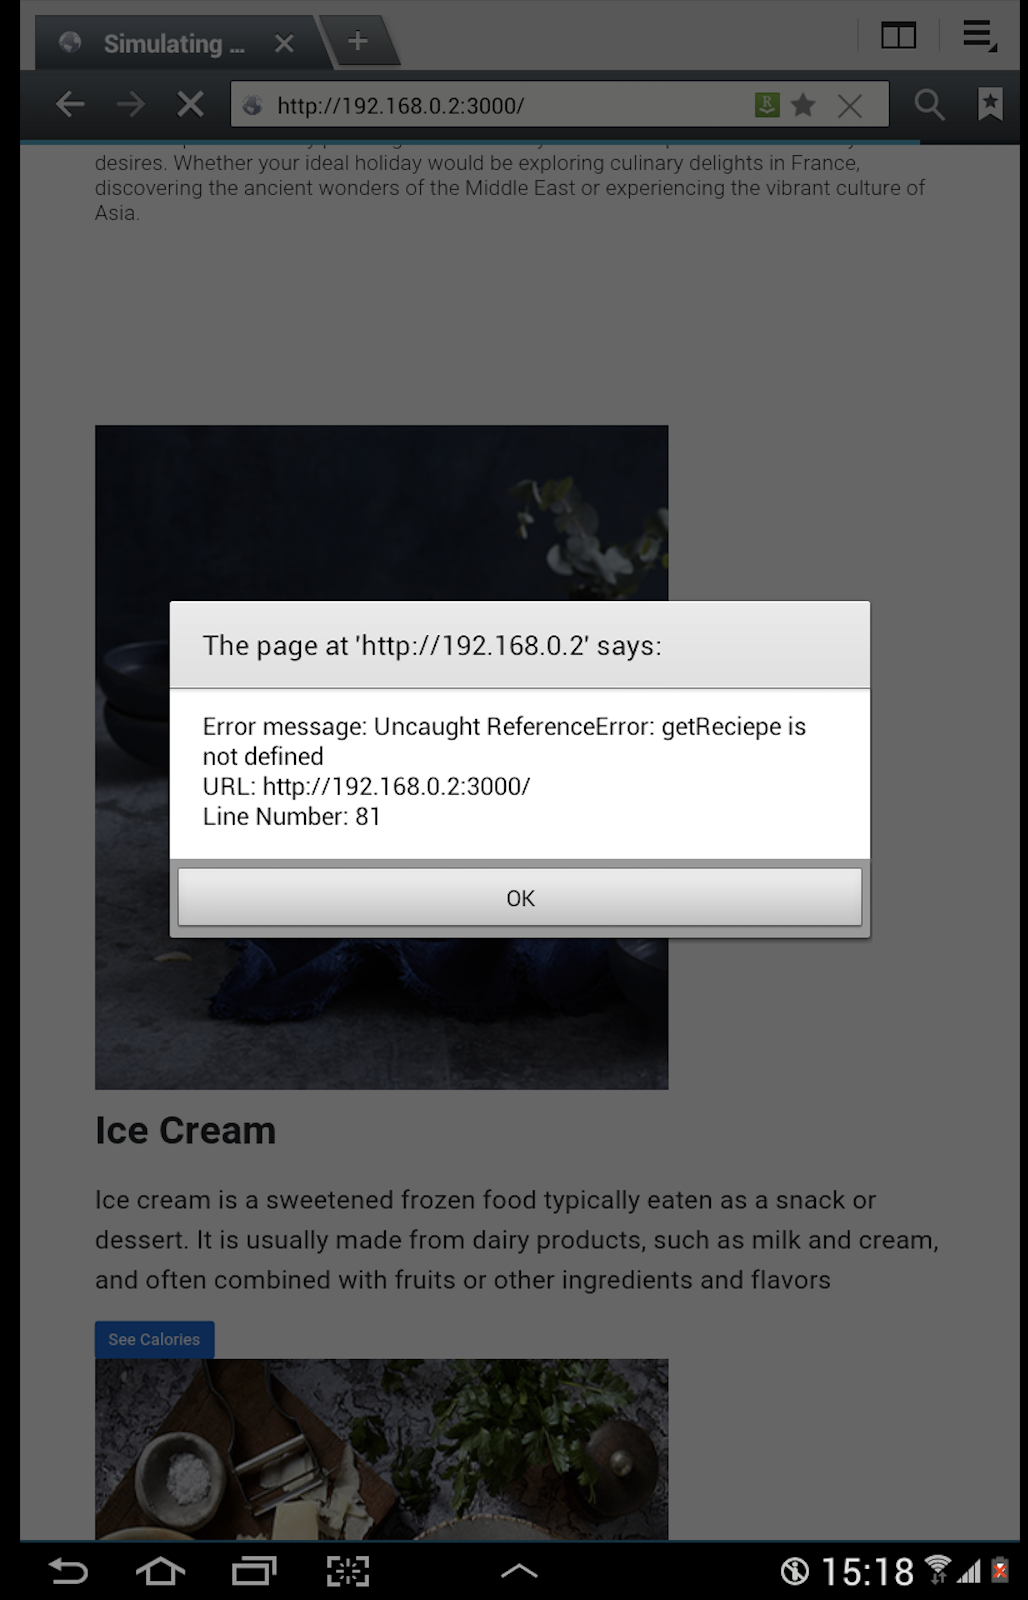 Simulating ...
http://192.168.0.2:3000/
desires. Whether your ideal holiday would be exploring culinary delights in France,
discovering the ancient wonders of the Middle East or experiencing the vibrant culture of
Asia.
The page at 'http://192.168.0.2' says:
Error message: Uncaught ReferenceError: getReciepe is
not defined
URL: http://192.168.0.2:3000/
Line Number: 81
OK
Ice Cream
Ice cream is a sweetened frozen food typically eaten as a snack or
dessert. It is usually made from dairy products, such as milk and cream,
and often combined with fruits or other ingredients and flavors
See Calories
15:18